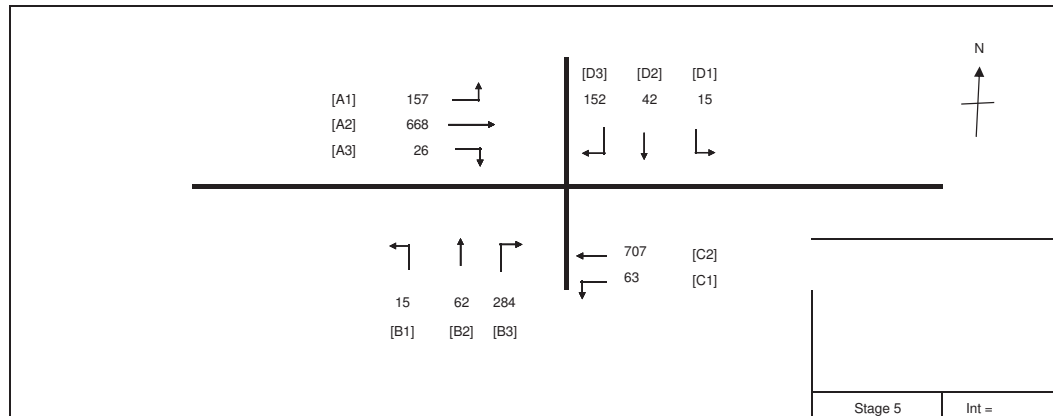 N
[D3] [D2] [D1]
152 42 15
[A1] 157
[A2] 668
[A3] 26
707 [C2]
63 [C1]
15 62 284
[B1] [B2] [B3]
Stage 5 Int =